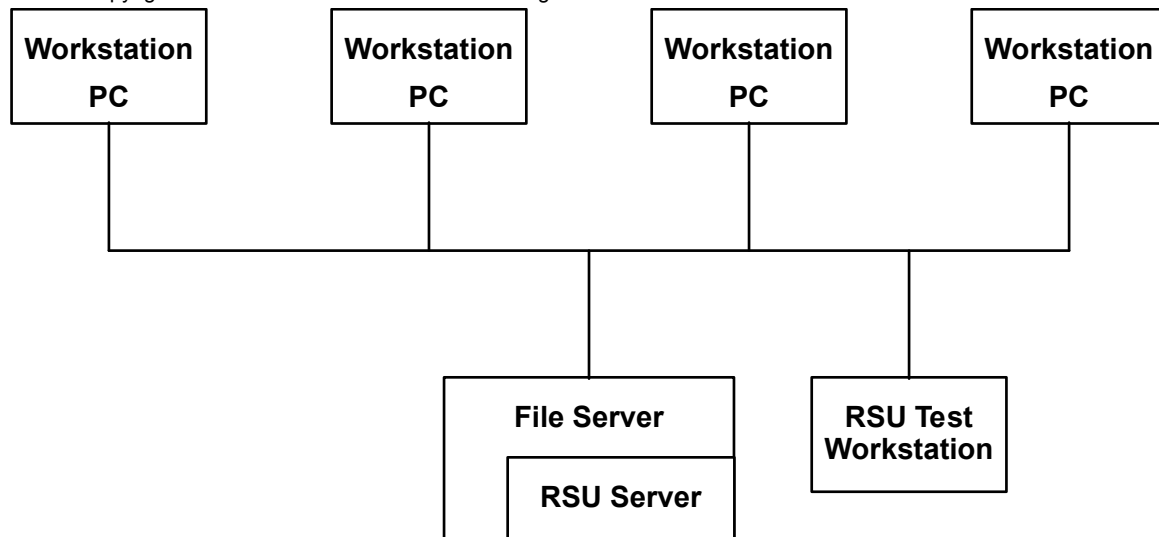 Workstation
PC
Workstation
PC
Workstation
PC
Workstation
PC
File Server
RSU Server
RSU Test
Workstation